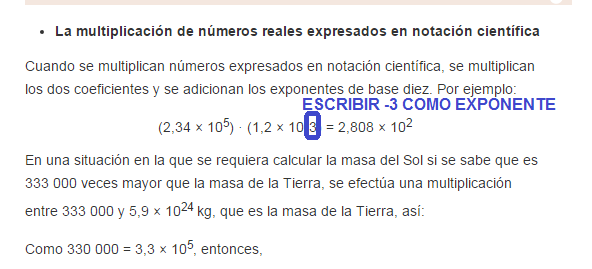 • La multiplicación de números reales expresados en notación científica
Cuando se multiplican números expresados en notación científica, se multiplican
los dos coeficientes y se adicionan los exponentes de base diez. Por ejemplo:
ESCRIBIR -3 COMO EXPONENTE
(2,34 × 10⁵) · (1,2 × 10 3 = 2,808 × 10²
En una situación en la que se requiera calcular la masa del Sol si se sabe que es
333 000 veces mayor que la masa de la Tierra, se efectúa una multiplicación
entre 333 000 y 5,9 × 10²⁴ kg, que es la masa de la Tierra, así:
Como 330 000 = 3,3 × 10⁵, entonces,